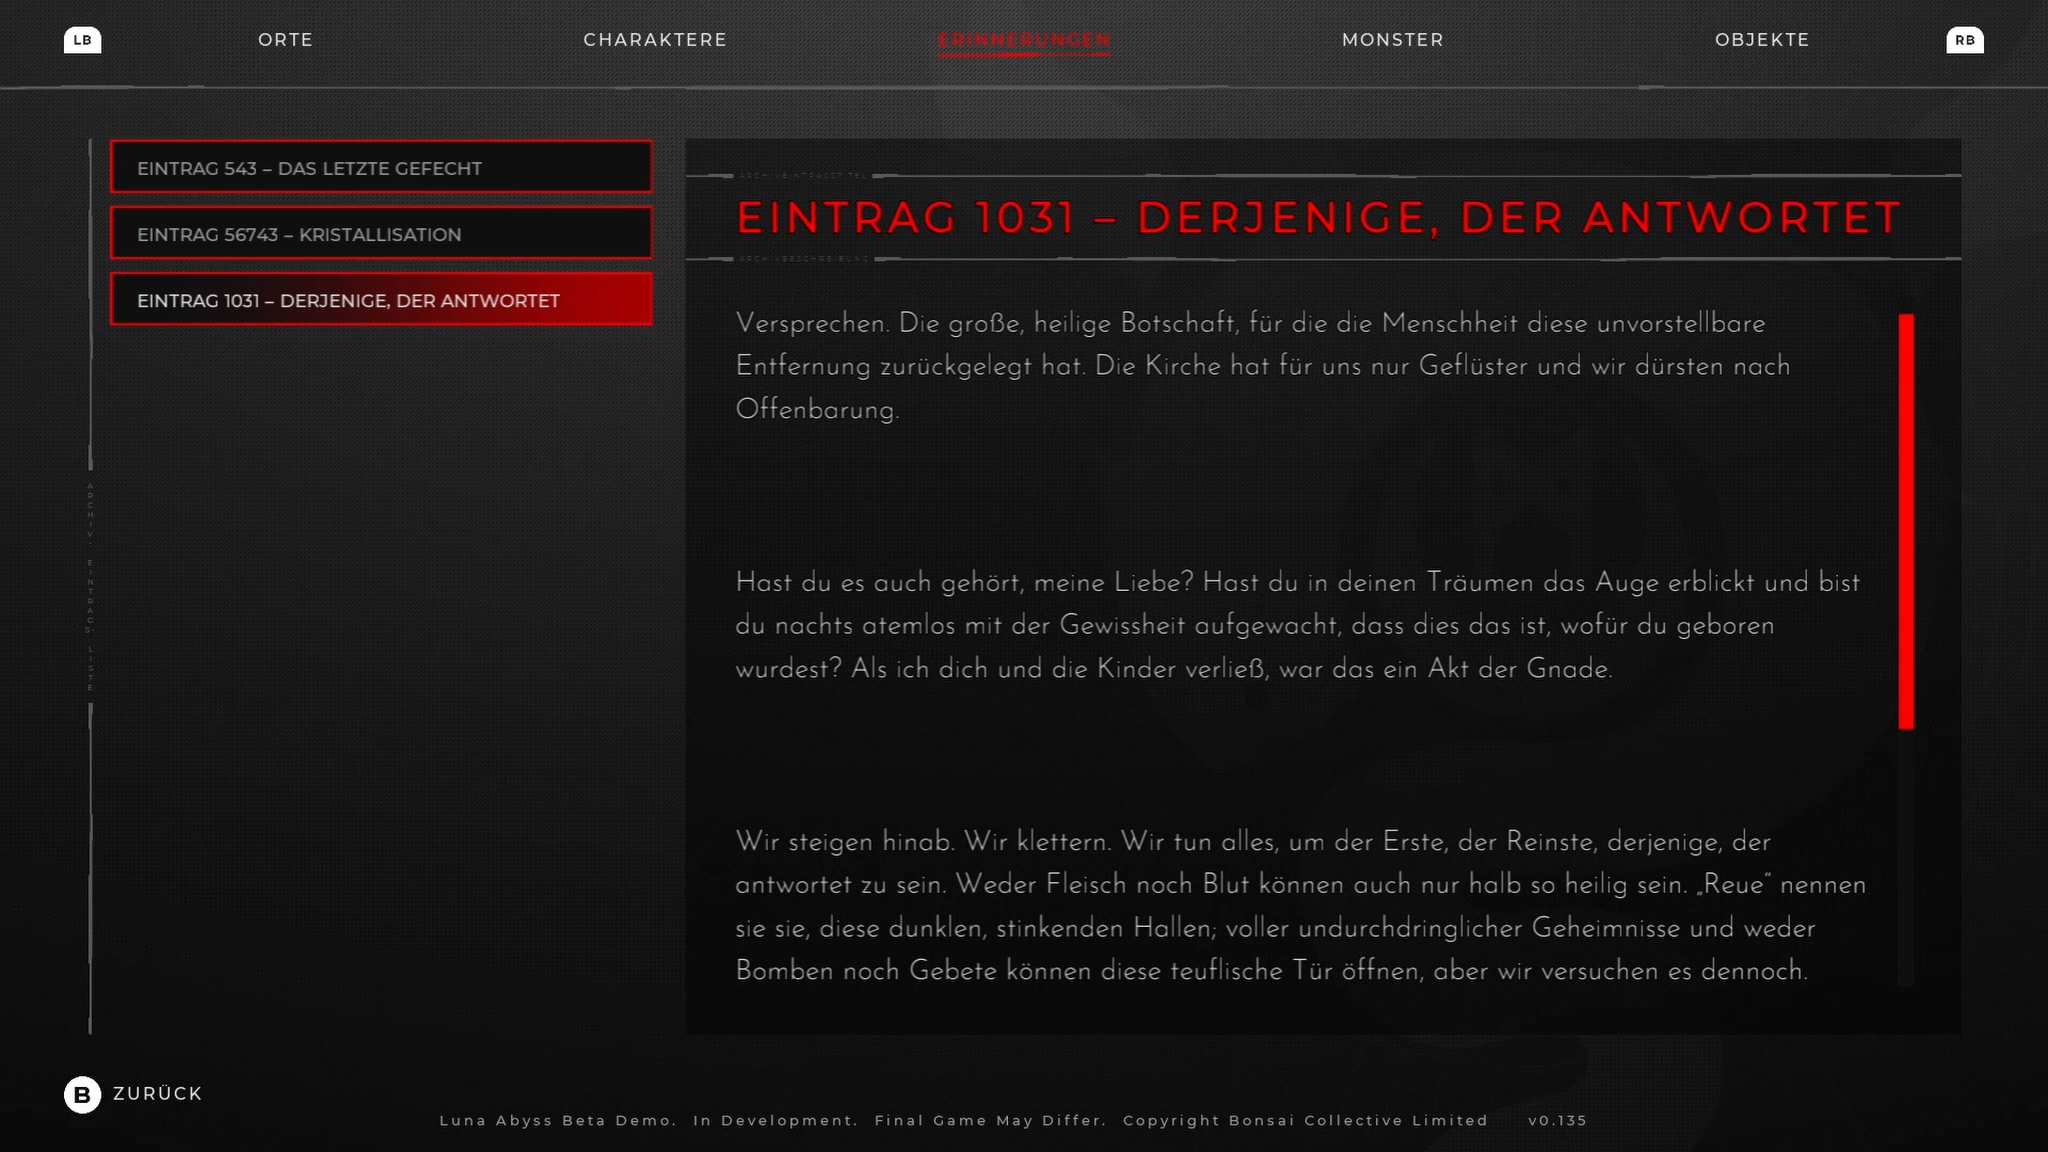 LB
ORTE
CHARAKTERE
ERINNERUNGEN
MONSTER
OBJEKTE
RB
EINTRAG 543 – DAS LETZTE GEFECHT
EINTRAG 56743 – KRISTALLISATION
EINTRAG 1031 – DERJENIGE, DER ANTWORTET
ARCHIV- EINTRAGS- LISTE
ARCHIVEINTRAGSTITEL
EINTRAG 1031 – DERJENIGE, DER ANTWORTET
ARCHIVBESCHREIBUNG
Versprechen. Die große, heilige Botschaft, für die die Menschheit diese unvorstellbare
Entfernung zurückgelegt hat. Die Kirche hat für uns nur Geflüster und wir dürsten nach
Offenbarung.
Hast du es auch gehört, meine Liebe? Hast du in deinen Träumen das Auge erblickt und bist
du nachts atemlos mit der Gewissheit aufgewacht, dass dies das ist, wofür du geboren
wurdest? Als ich dich und die Kinder verließ, war das ein Akt der Gnade.
Wir steigen hinab. Wir klettern. Wir tun alles, um der Erste, der Reinste, derjenige, der
antwortet zu sein. Weder Fleisch noch Blut können auch nur halb so heilig sein. „Reue“ nennen
sie sie, diese dunklen, stinkenden Hallen; voller undurchdringlicher Geheimnisse und weder
Bomben noch Gebete können diese teuflische Tür öffnen, aber wir versuchen es dennoch.
B ZURÜCK
Luna Abyss Beta Demo. In Development. Final Game May Differ. Copyright Bonsai Collective Limited v0.135